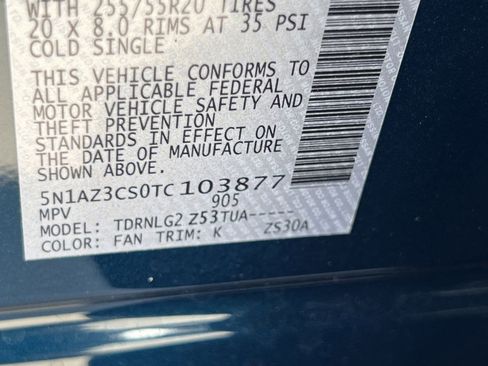 WITH 255/55R20 TIRES
20 X 8.0 RIMS AT 35 PSI
COLD SINGLE
THIS VEHICLE CONFORMS TO
ALL APPLICABLE FEDERAL
MOTOR VEHICLE SAFETY AND
THEFT PREVENTION
STANDARDS IN EFFECT ON
THE DATE OF MANUFACTURE
SHOWN ABOVE.
5N1AZ3CS0TC103877
MPV 905
MODEL: TDRNLG2 Z53TUA-----
COLOR: FAN TRIM: K ZS30A